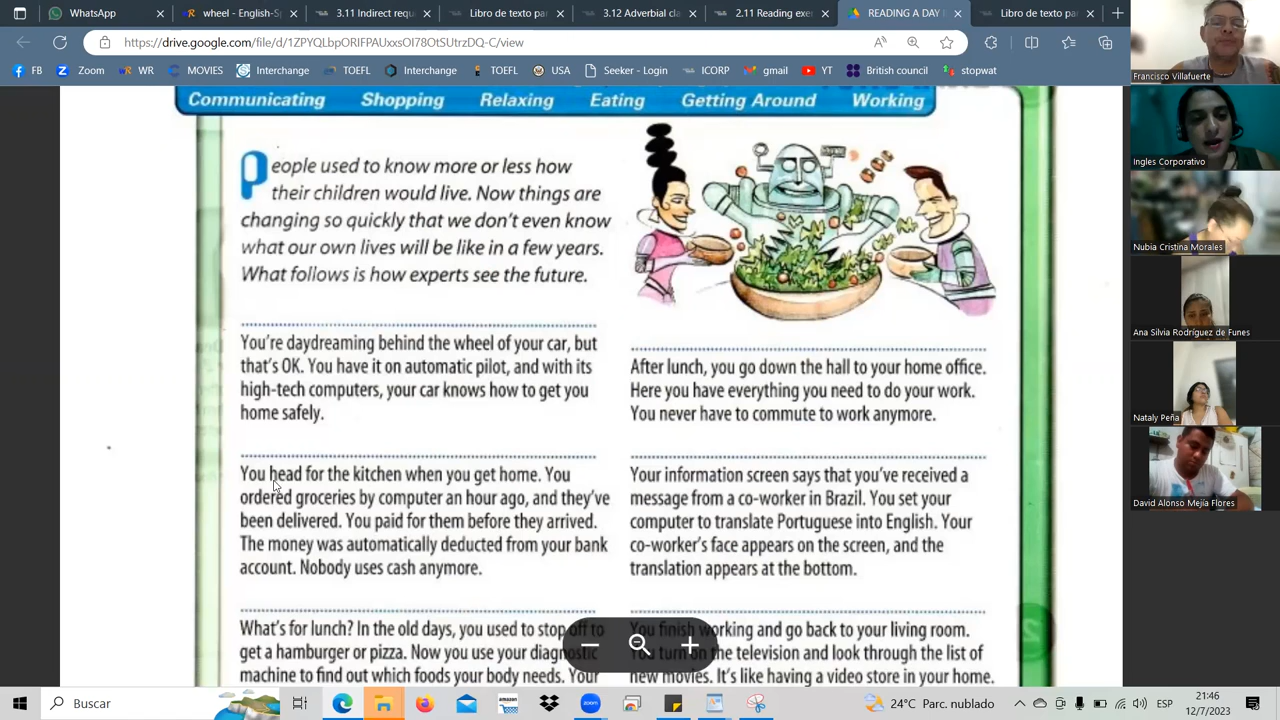 WhatsApp
wheel - English-S
3.11 Indirect requ
Libro de texto par
3.12 Adverbial cla
2.11 Reading exer
READING A DAY I
Libro de texto par
https://drive.google.com/file/d/1ZPYQLbpORIFPAUxxsOI78OtSUtrzDQ-C/view
FB
Zoom
WR
MOVIES
Interchange
TOEFL
Interchange
TOEFL
USA
Seeker - Login
ICORP
gmail
YT
British council
stopwat
Communicating Shopping Relaxing Eating Getting Around Working
People used to know more or less how
their children would live. Now things are
changing so quickly that we don't even know
what our own lives will be like in a few years.
What follows is how experts see the future.
You're daydreaming behind the wheel of your car, but
that's OK. You have it on automatic pilot, and with its
high-tech computers, your car knows how to get you
home safely.
You head for the kitchen when you get home. You
ordered groceries by computer an hour ago, and they've
been delivered. You paid for them before they arrived.
The money was automatically deducted from your bank
account. Nobody uses cash anymore.
What's for lunch? In the old days, you used to stop off to
get a hamburger or pizza. Now you use your diagnostic
machine to find out which foods your body needs. Your
After lunch, you go down the hall to your home office.
Here you have everything you need to do your work.
You never have to commute to work anymore.
Your information screen says that you've received a
message from a co-worker in Brazil. You set your
computer to translate Portuguese into English. Your
co-worker's face appears on the screen, and the
translation appears at the bottom.
You finish working and go back to your living room.
You turn on the television and look through the list of
new movies. It's like having a video store in your home.
Francisco Villafuerte
Ingles Corporativo
Nubia Cristina Morales
Ana Silvia Rodríguez de Funes
Nataly Peña
David Alonso Mejía Flores
Buscar
24°C Parc. nublado
ESP
21:46
12/7/2023